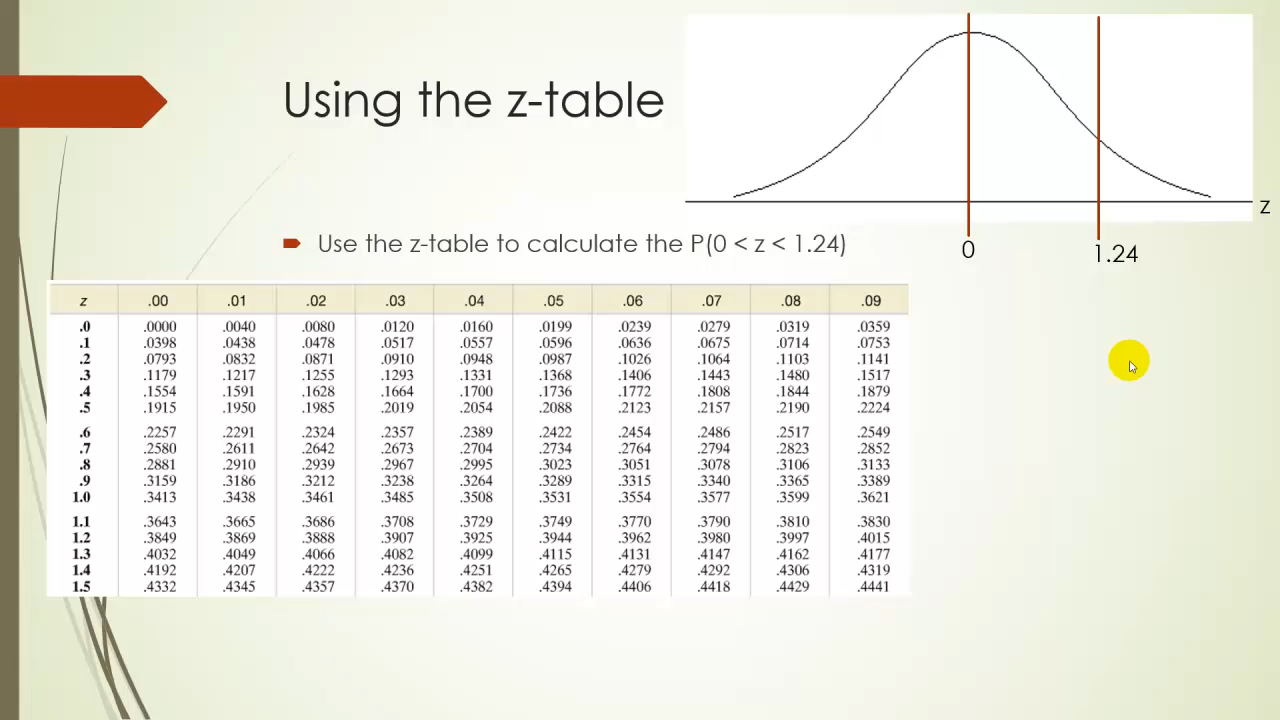 Using the z-table
z
0
1.24
Use the z-table to calculate the P(0 < z < 1.24)
z .00 .01 .02 .03 .04 .05 .06 .07 .08 .09
.0 .0000 .0040 .0080 .0120 .0160 .0199 .0239 .0279 .0319 .0359
.1 .0398 .0438 .0478 .0517 .0557 .0596 .0636 .0675 .0714 .0753
.2 .0793 .0832 .0871 .0910 .0948 .0987 .1026 .1064 .1103 .1141
.3 .1179 .1217 .1255 .1293 .1331 .1368 .1406 .1443 .1480 .1517
.4 .1554 .1591 .1628 .1664 .1700 .1736 .1772 .1808 .1844 .1879
.5 .1915 .1950 .1985 .2019 .2054 .2088 .2123 .2157 .2190 .2224
.6 .2257 .2291 .2324 .2357 .2389 .2422 .2454 .2486 .2517 .2549
.7 .2580 .2611 .2642 .2673 .2704 .2734 .2764 .2794 .2823 .2852
.8 .2881 .2910 .2939 .2967 .2995 .3023 .3051 .3078 .3106 .3133
.9 .3159 .3186 .3212 .3238 .3264 .3289 .3315 .3340 .3365 .3389
1.0 .3413 .3438 .3461 .3485 .3508 .3531 .3554 .3577 .3599 .3621
1.1 .3643 .3665 .3686 .3708 .3729 .3749 .3770 .3790 .3810 .3830
1.2 .3849 .3869 .3888 .3907 .3925 .3944 .3962 .3980 .3997 .4015
1.3 .4032 .4049 .4066 .4082 .4099 .4115 .4131 .4147 .4162 .4177
1.4 .4192 .4207 .4222 .4236 .4251 .4265 .4279 .4292 .4306 .4319
1.5 .4332 .4345 .4357 .4370 .4382 .4394 .4406 .4418 .4429 .4441